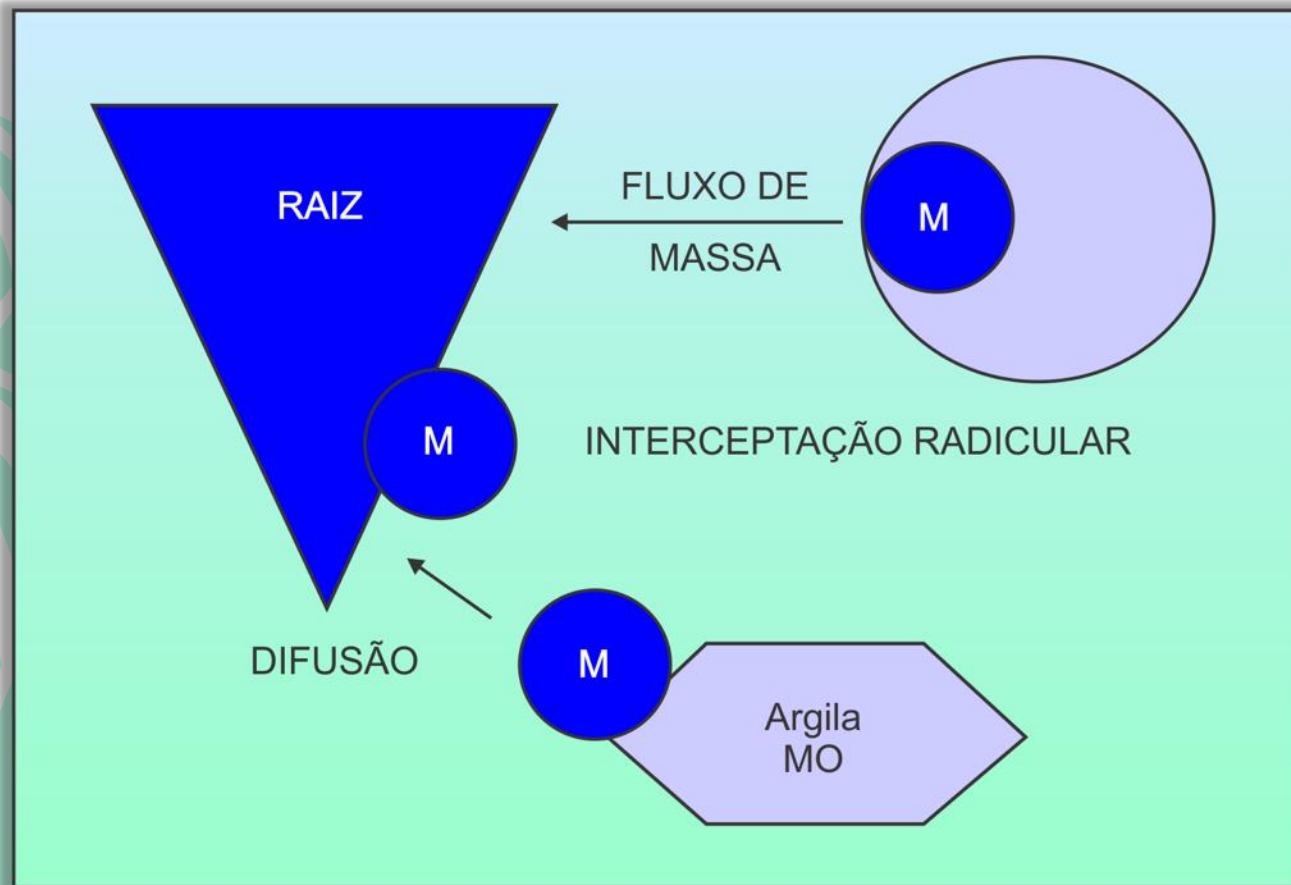 RAIZ
FLUXO DE
MASSA
M
M
INTERCEPTAÇÃO RADICULAR
DIFUSÃO
M
Argila
MO